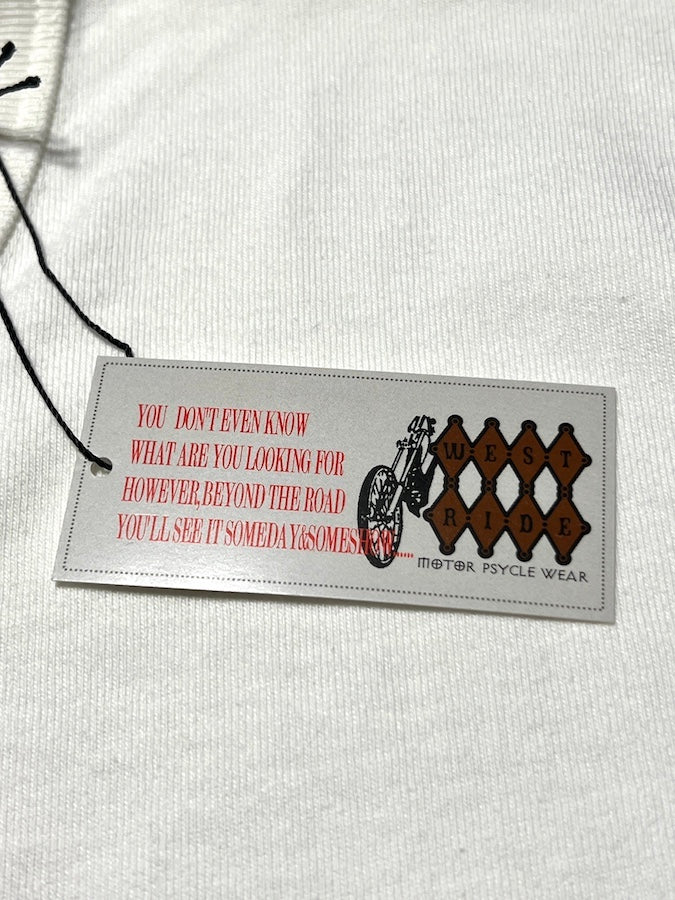 YOU DON'T EVEN KNOW
WHAT ARE YOU LOOKING FOR
HOWEVER,BEYOND THE ROAD
YOU'LL SEE IT SOMEDAY&SOMESHOW.....
WEST
RIDE
MOTOR PSYCLE WEAR